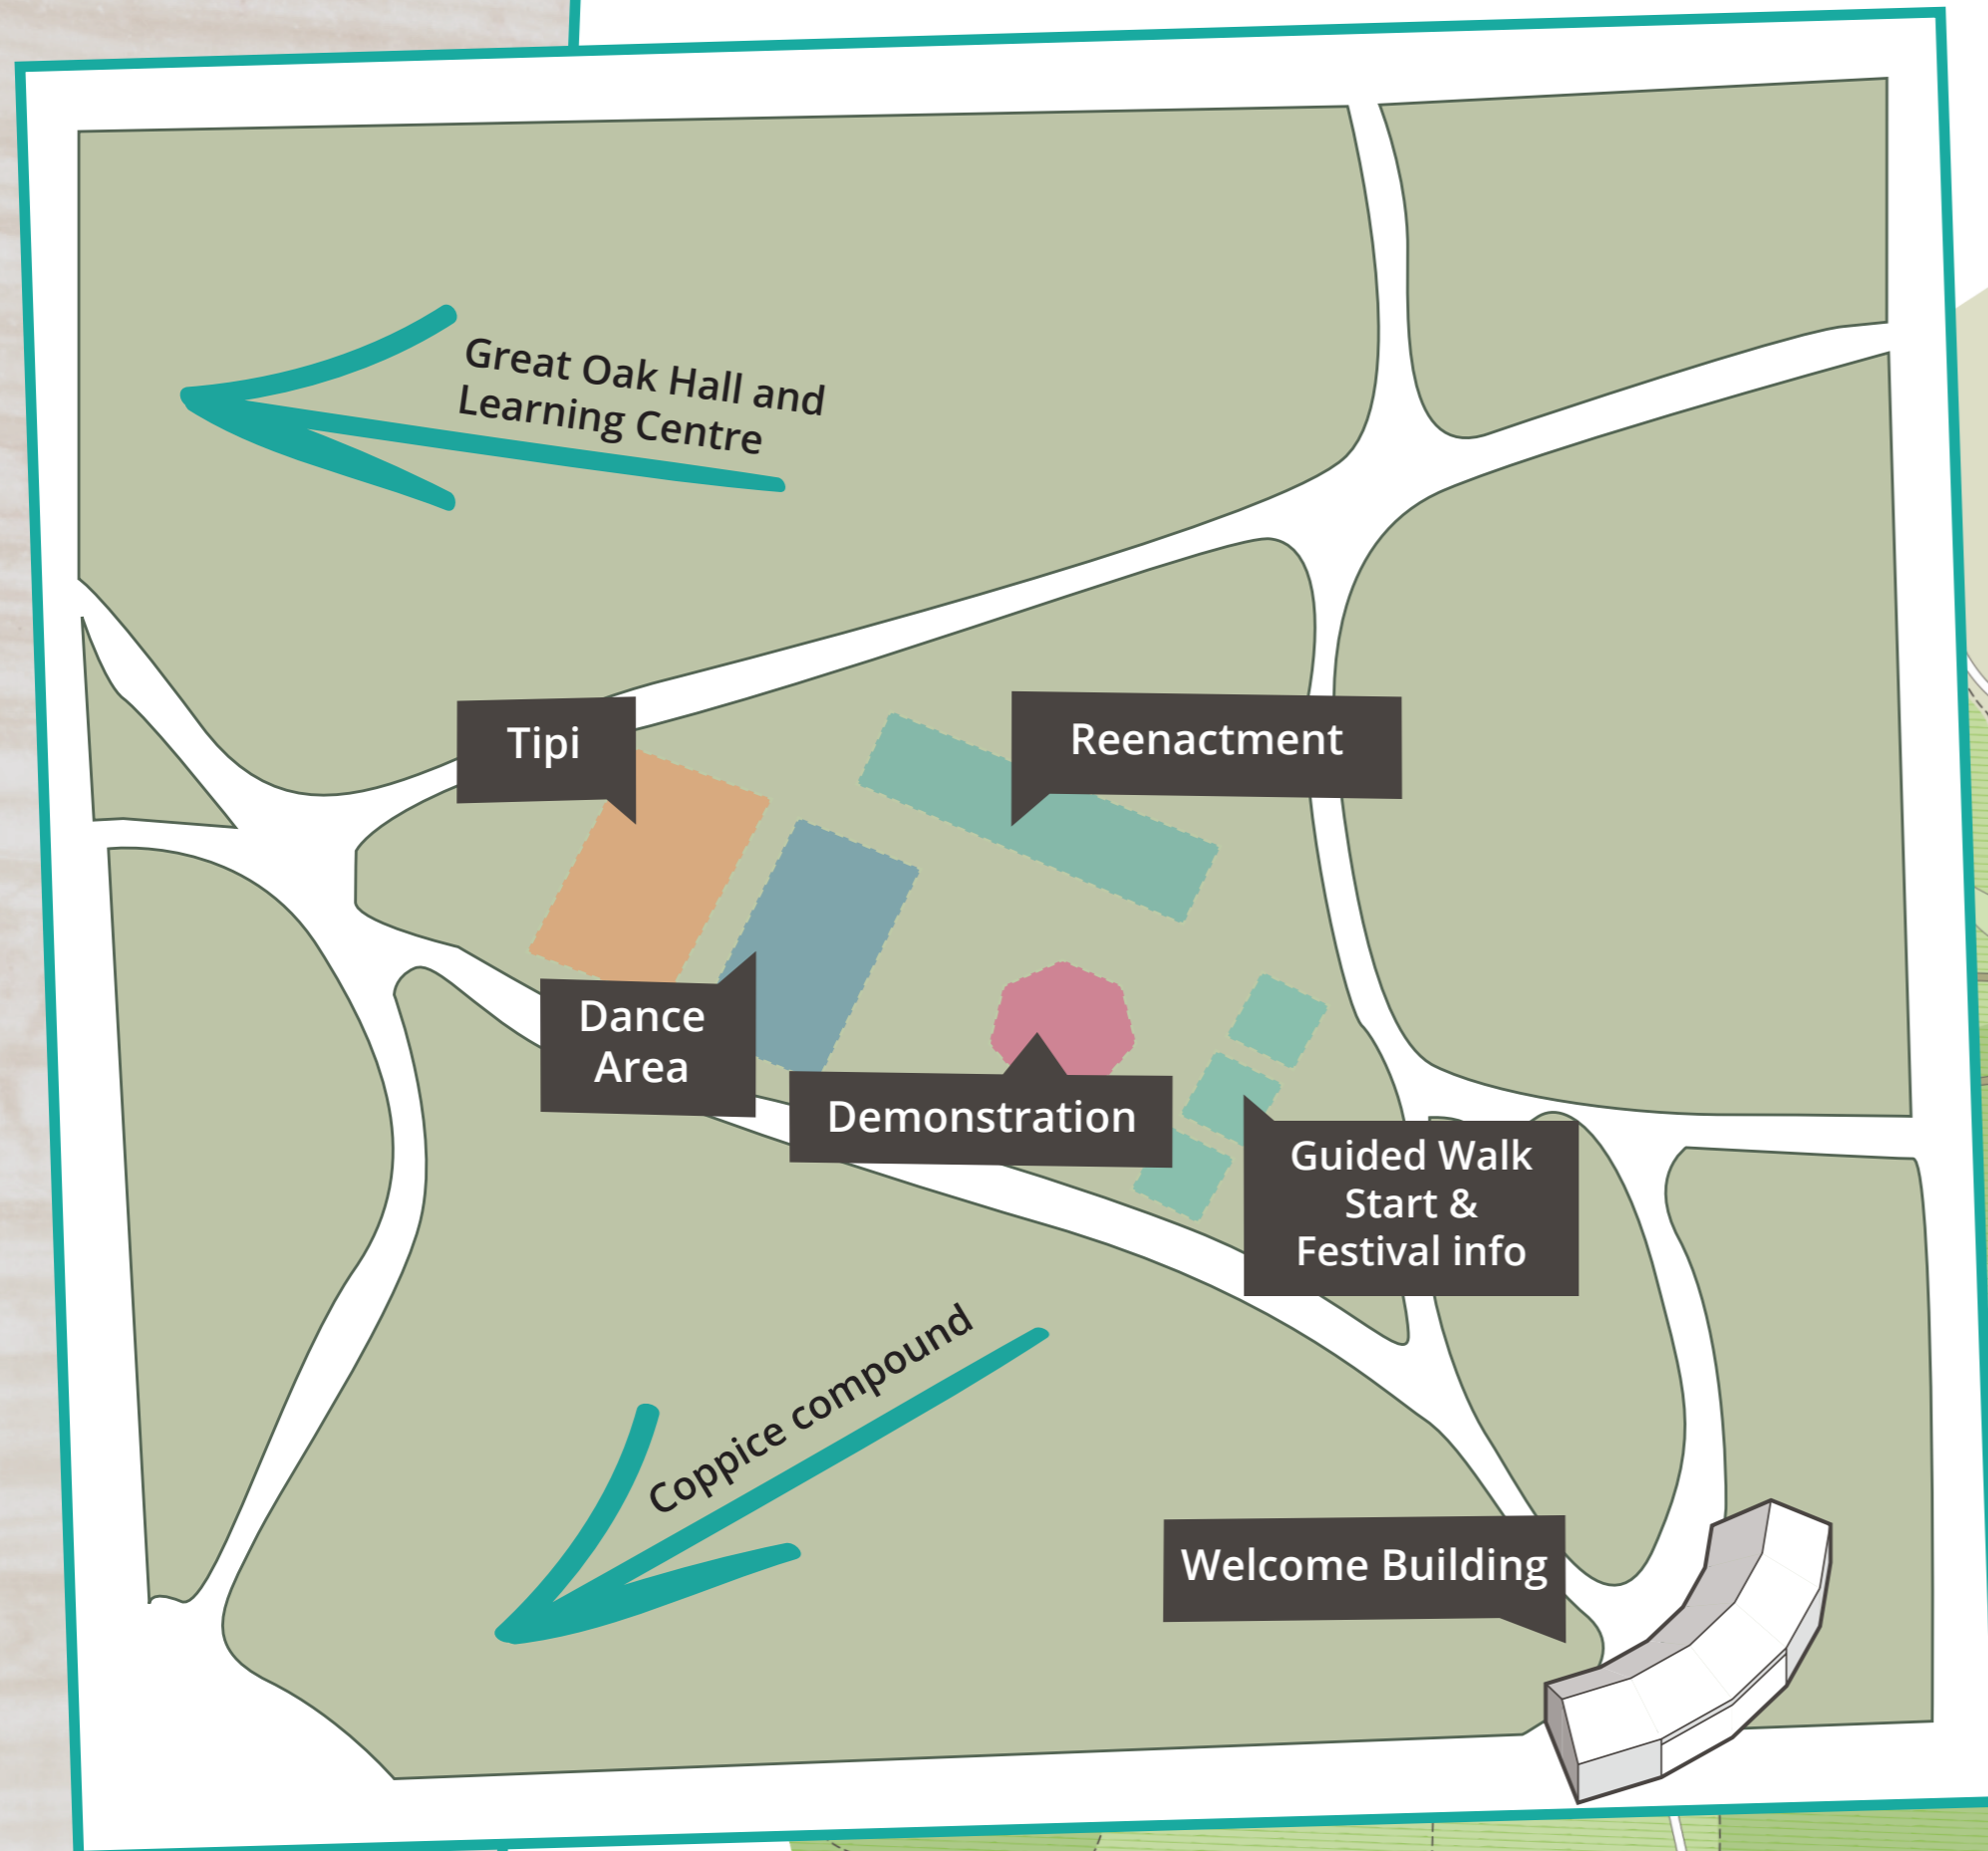 Great Oak Hall and
Learning Centre
Tipi
Reenactment
Dance
Area
Demonstration
Guided Walk
Start &
Festival info
Coppice compound
Welcome Building